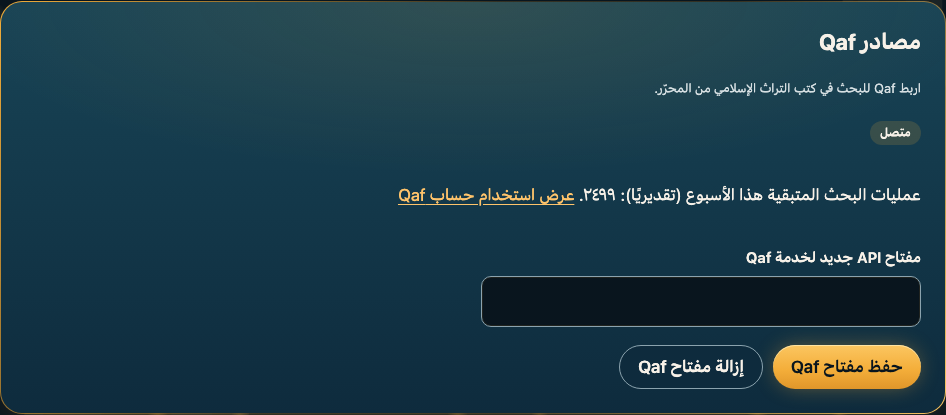 مصادر Qaf
اربط Qaf للبحث في كتب التراث الإسلامي من المحرّر.
متصل
عمليات البحث المتبقية هذا الأسبوع (تقديريًا): ٢٤٩٩. عرض استخدام حساب Qaf
مفتاح API جديد لخدمة Qaf
حفظ مفتاح Qaf
إزالة مفتاح Qaf